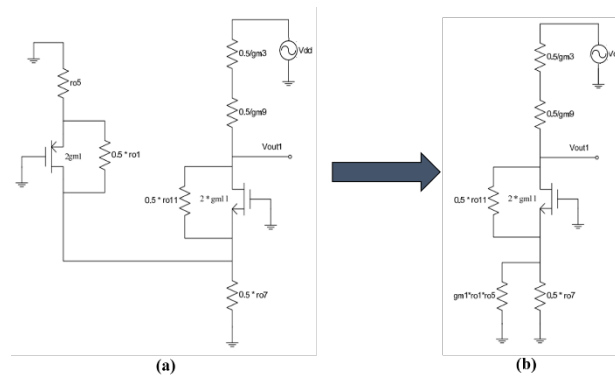 0.5/gm3
Vdd
ro5
0.5/gm9
2gm1
0.5 * ro1
Vout1
0.5 * ro11
2 * gm11
0.5 * ro7
(a)
0.5/gm3
0.5/gm9
Vout1
0.5 * ro11
2 * gm11
gm1*ro1*ro5
0.5 * ro7
(b)